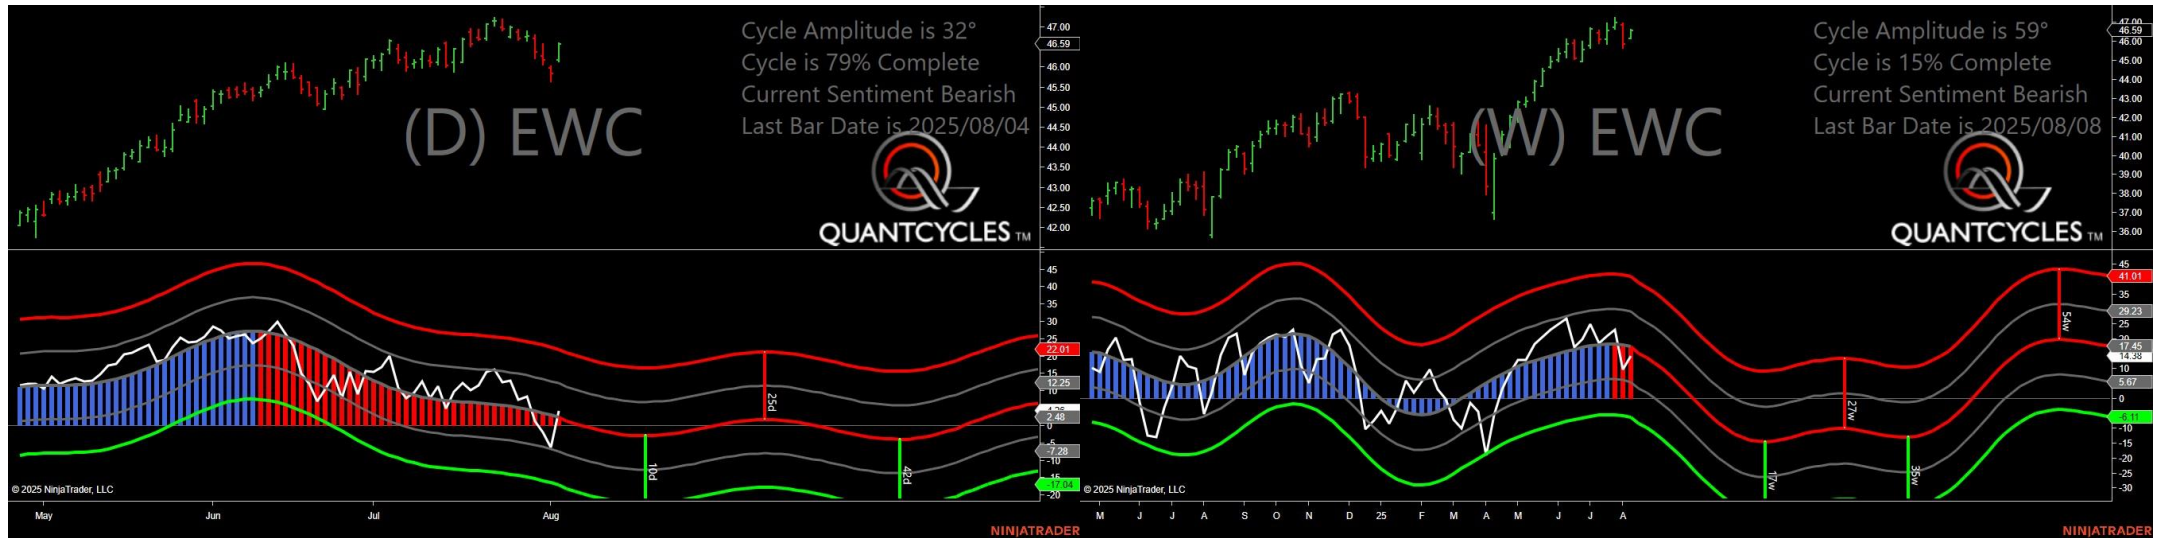 Cycle Amplitude is 32°
Cycle is 79% Complete
Current Sentiment Bearish
Last Bar Date is 2025/08/04
(D) EWC
QUANTCYCLES TM
47.00
46.59
46.00
45.50
45.00
44.50
44.00
43.50
43.00
42.50
42.00
45
40
35
30
25
22.01
20
15
12.25
10
4.26
2.48
0
-5
-7.28
-10
-15
-17.04
-20
25d
10d
42d
© 2025 NinjaTrader, LLC
May
Jun
Jul
Aug
NINJATRADER
Cycle Amplitude is 59°
Cycle is 15% Complete
Current Sentiment Bearish
Last Bar Date is 2025/08/08
(W) EWC
QUANTCYCLES TM
47.00
46.59
46.00
45.00
44.00
43.00
42.00
41.00
40.00
39.00
38.00
37.00
36.00
45
41.01
35
29.23
25
20
17.45
14.38
10
5.67
0
-6.11
-10
-15
-20
-25
-30
54w
27w
17w
35w
© 2025 NinjaTrader, LLC
M J J A S O N D 25 F M A M J J A
NINJATRADER